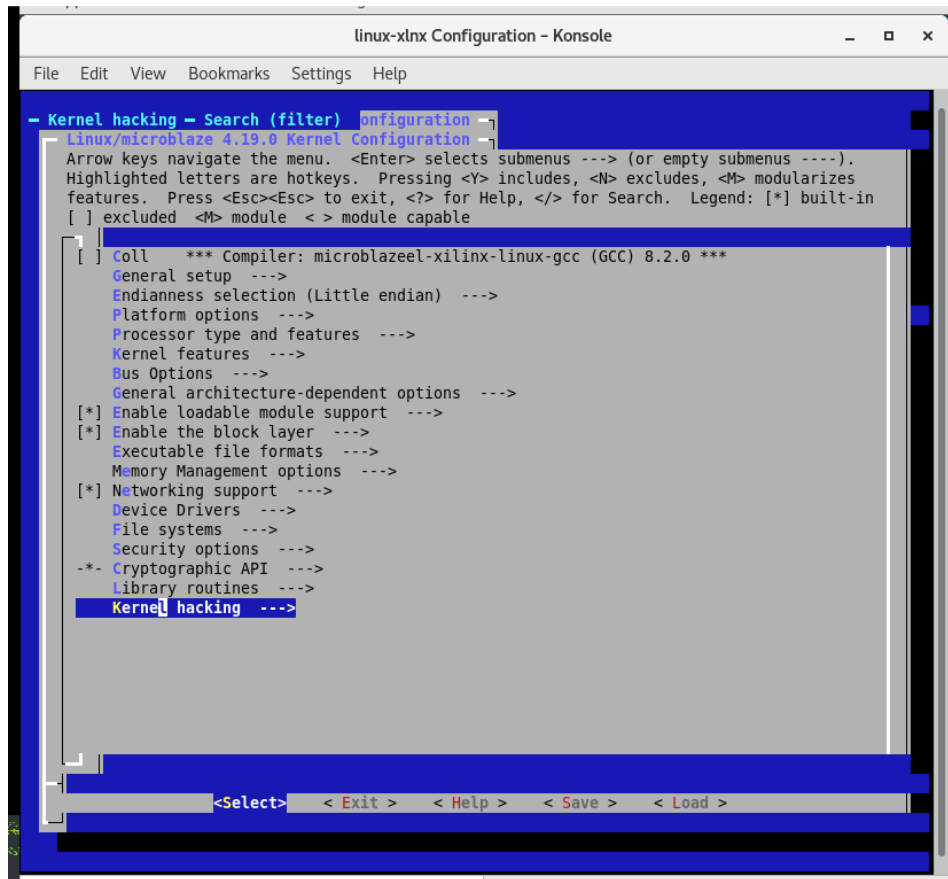 linux-xlnx Configuration – Konsole
File Edit View Bookmarks Settings Help
Kernel hacking — Search (filter) onfiguration
Linux/microblaze 4.19.0 Kernel Configuration
Arrow keys navigate the menu. <Enter> selects submenus ---> (or empty submenus ----).
Highlighted letters are hotkeys. Pressing <Y> includes, <N> excludes, <M> modularizes
features. Press <Esc><Esc> to exit, <?> for Help, </> for Search. Legend: [*] built-in
[ ] excluded <M> module < > module capable
[ ] Coll *** Compiler: microblazeel-xilinx-linux-gcc (GCC) 8.2.0 ***
General setup --->
Endianness selection (Little endian) --->
Platform options --->
Processor type and features --->
Kernel features --->
Bus Options --->
General architecture-dependent options --->
[*] Enable loadable module support --->
[*] Enable the block layer --->
Executable file formats --->
Memory Management options --->
[*] Networking support --->
Device Drivers --->
File systems --->
Security options --->
-*- Cryptographic API --->
Library routines --->
Kernel hacking --->
<Select> < Exit > < Help > < Save > < Load >